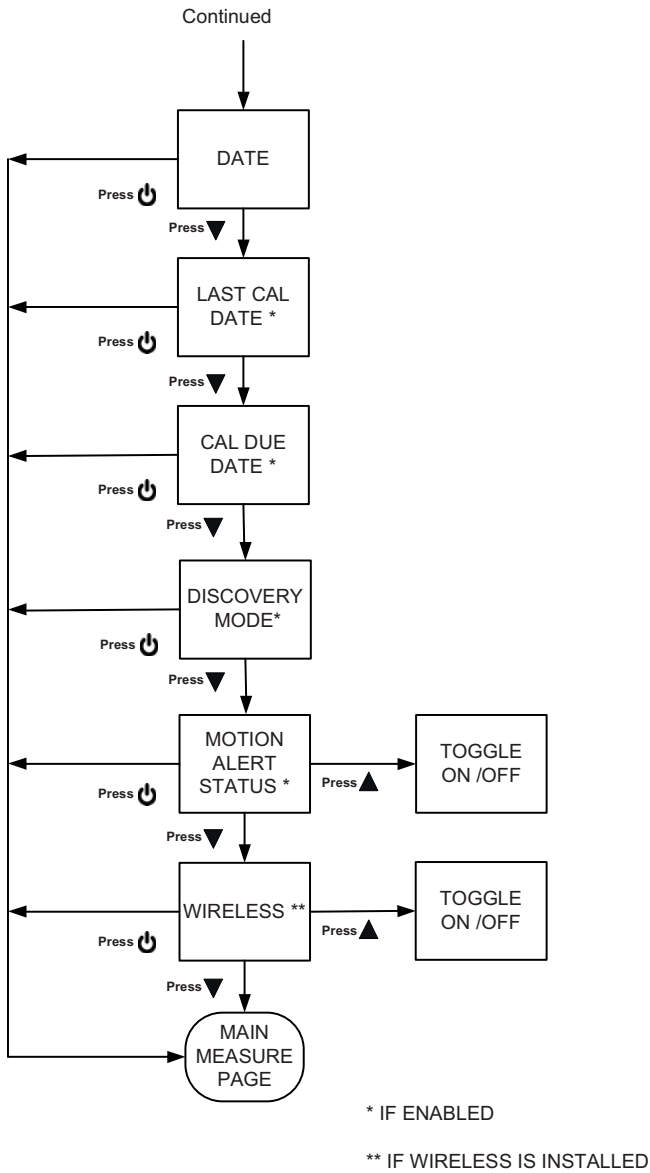 Continued
DATE
Press
Press
LAST CAL
DATE *
Press
Press
CAL DUE
DATE *
Press
Press
DISCOVERY
MODE*
Press
Press
MOTION
ALERT
STATUS *
Press
TOGGLE
ON /OFF
Press
Press
WIRELESS **
Press
TOGGLE
ON /OFF
Press
Press
MAIN
MEASURE
PAGE
* IF ENABLED
** IF WIRELESS IS INSTALLED